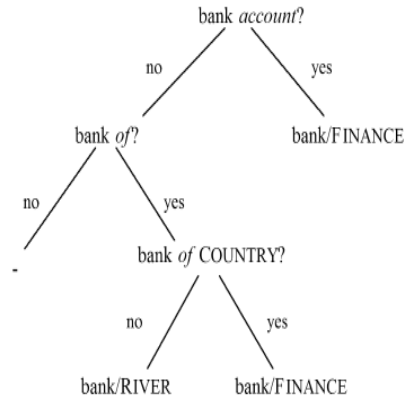 bank account?
no
yes
bank of?
bank/FINANCE
no
yes
-
bank of COUNTRY?
no
yes
bank/RIVER
bank/FINANCE